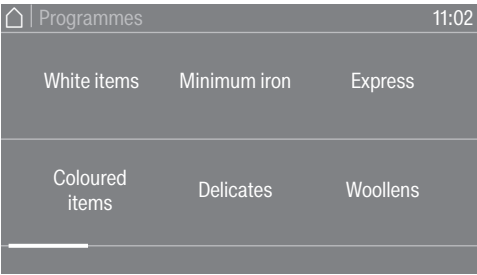 Programmes 11:02
White items Minimum iron Express
Coloured
items Delicates Woollens